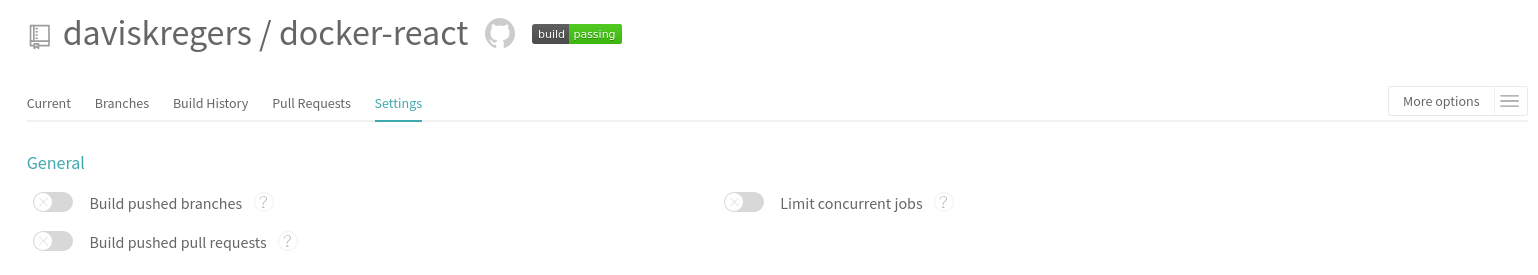 daviskregers / docker-react build passing
Current Branches Build History Pull Requests Settings More options
General
Build pushed branches ? Limit concurrent jobs ?
Build pushed pull requests ?